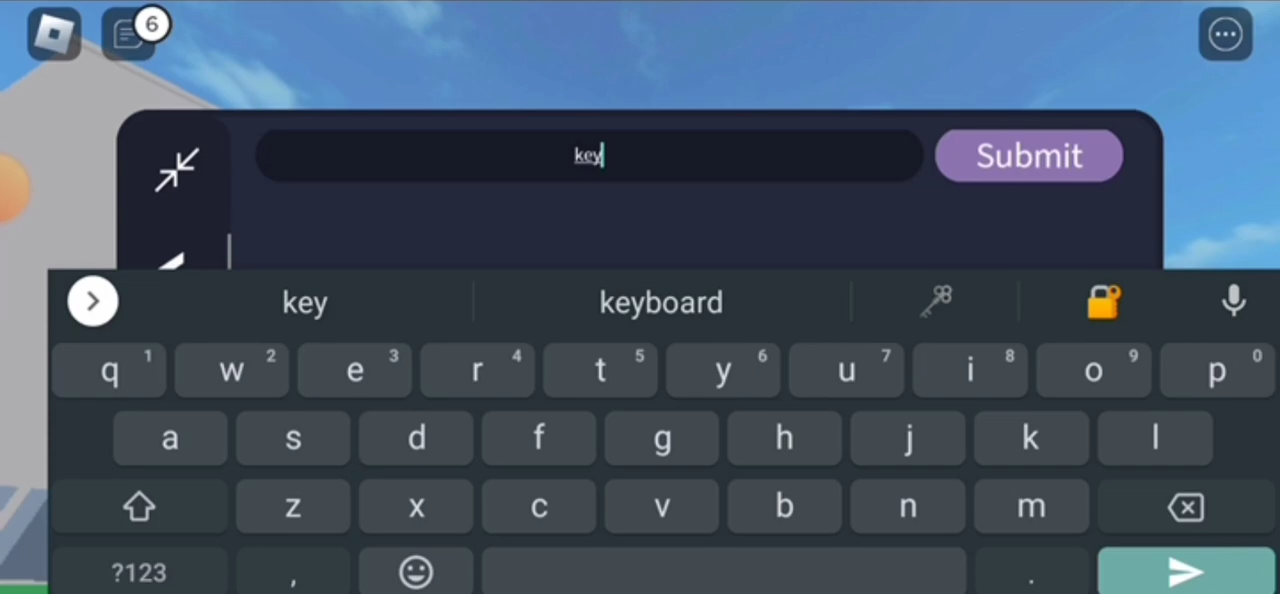 6
key Submit
key keyboard
q 1 w 2 e 3 r 4 t 5 y 6 u 7 i 8 o 9 p 0
a s d f g h j k l
z x c v b n m
?123 , .